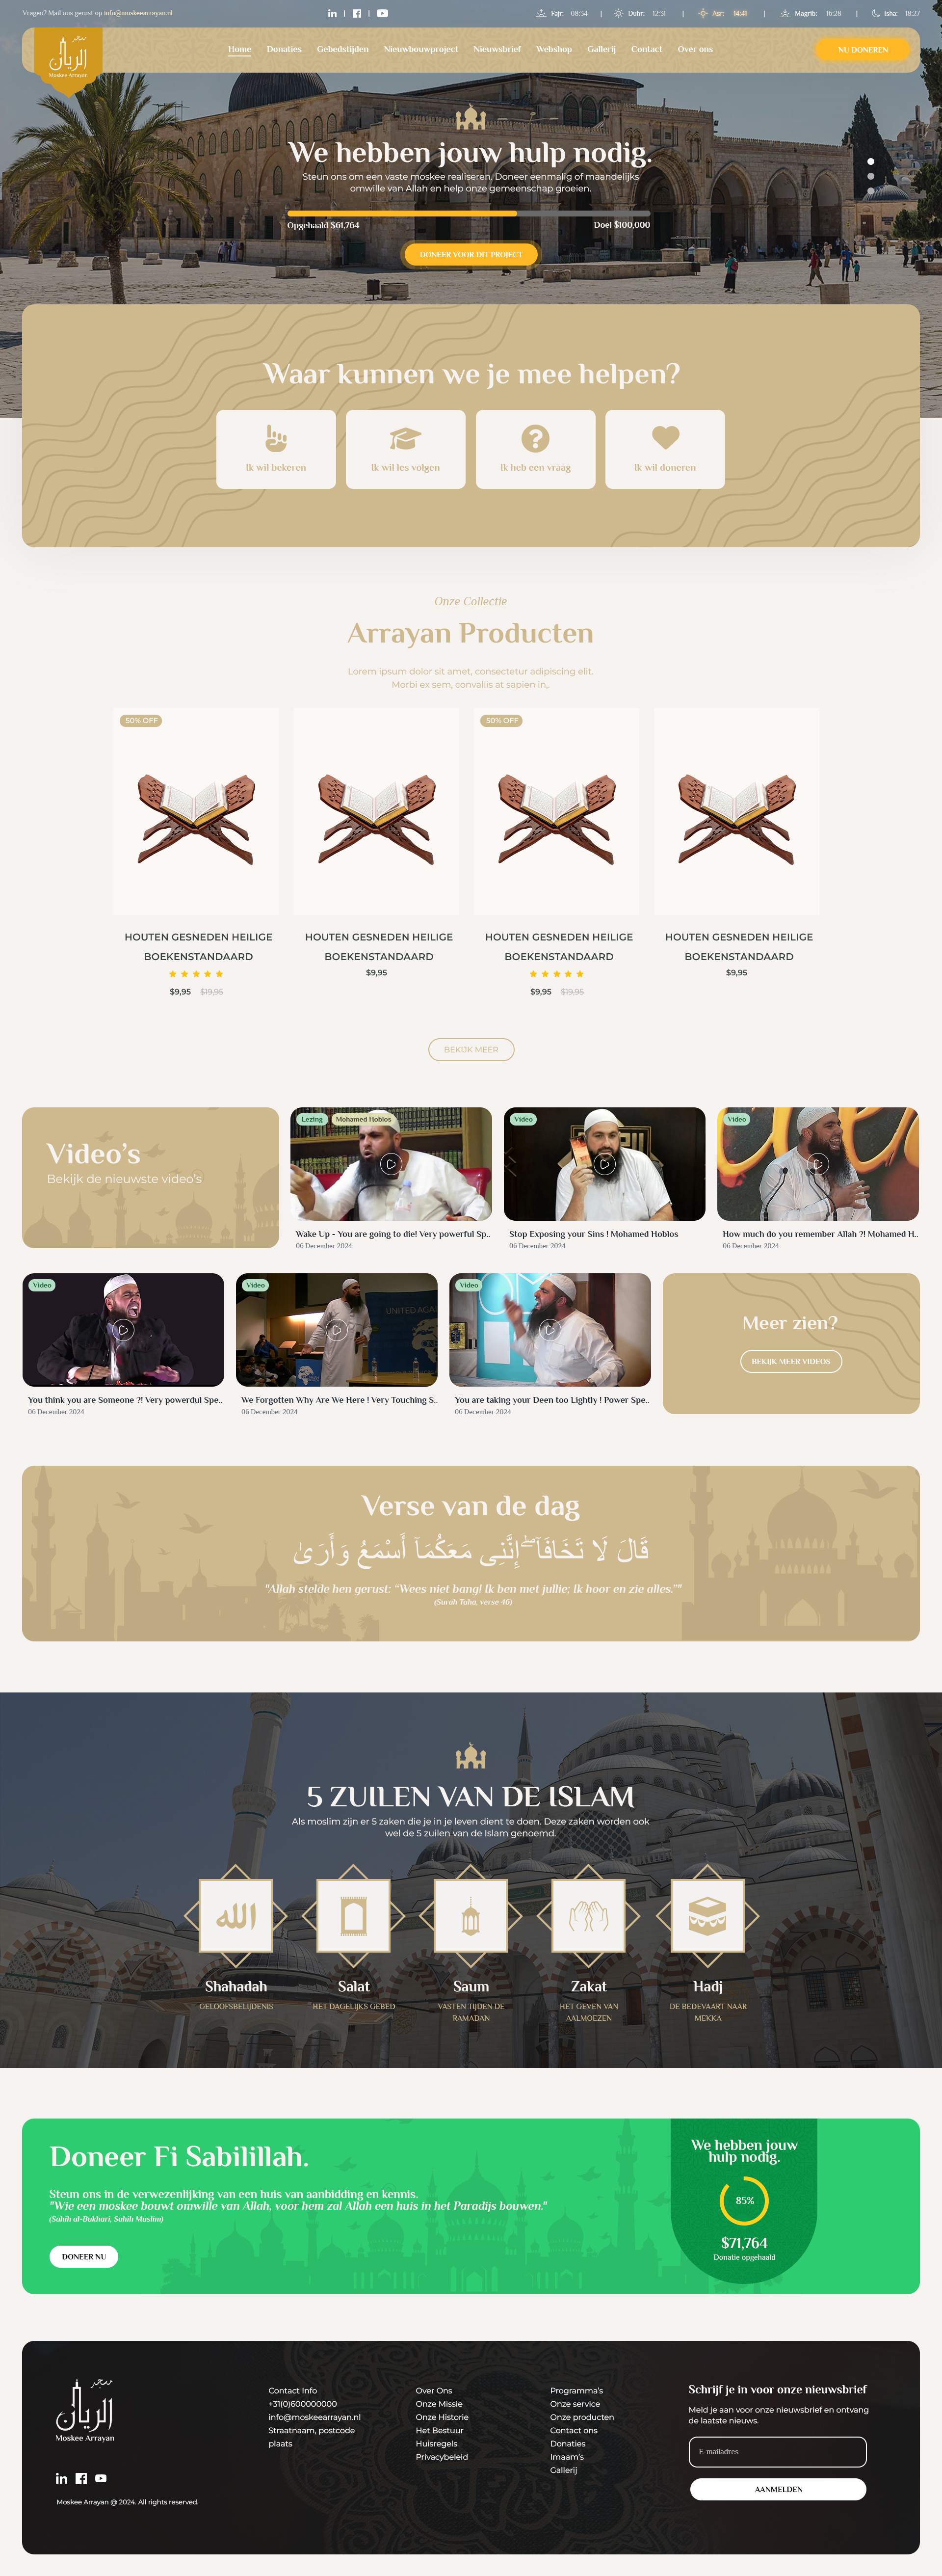 Vragen? Mail ons gerust op info@moskeearrayan.nl
Fajr: 08:54 | Duhr: 12:31 | Asr: 14:41 | Magrib: 16:28 | Isha: 18:27
Home Donaties Gebedstijden Nieuwbouwproject Nieuwsbrief Webshop Gallerij Contact Over ons
NU DONEREN
الريان
Moskee Arrayan
We hebben jouw hulp nodig.
Steun ons om een vaste moskee realiseren. Doneer eenmalig of maandelijks
omwille van Allah en help onze gemeenschap groeien.
Opgehaald $61,764
Doel $100,000
DONEER VOOR DIT PROJECT
Waar kunnen we je mee helpen?
Ik wil bekeren
Ik wil les volgen
Ik heb een vraag
Ik wil doneren
Onze Collectie
Arrayan Producten
Lorem ipsum dolor sit amet, consectetur adipiscing elit.
Morbi ex sem, convallis at sapien in,.
50% OFF
50% OFF
HOUTEN GESNEDEN HEILIGE
BOEKENSTANDAARD
$9,95 $19,95
HOUTEN GESNEDEN HEILIGE
BOEKENSTANDAARD
$9,95
HOUTEN GESNEDEN HEILIGE
BOEKENSTANDAARD
$9,95 $19,95
HOUTEN GESNEDEN HEILIGE
BOEKENSTANDAARD
$9,95
BEKIJK MEER
Video's
Bekijk de nieuwste video's
Lezing
Mohamed Hoblos
Wake Up - You are going to die! Very powerful Sp..
06 December 2024
Video
Stop Exposing your Sins ! Mohamed Hoblos
06 December 2024
Video
How much do you remember Allah ?! Mohamed H..
06 December 2024
Video
You think you are Someone ?! Very powerdul Spe..
06 December 2024
Video
UNITED AGAI
We Forgotten Why Are We Here ! Very Touching S..
06 December 2024
Video
You are taking your Deen too Lightly ! Power Spe..
06 December 2024
Meer zien?
BEKIJK MEER VIDEOS
Verse van de dag
قَالَ لَا تَخَافَآ ۖ إِنَّنِى مَعَكُمَآ أَسْمَعُ وَأَرَىٰ
"Allah stelde hen gerust: “Wees niet bang! Ik ben met jullie; Ik hoor en zie alles.”"
(Surah Taha, verse 46)
5 ZUILEN VAN DE ISLAM
Als moslim zijn er 5 zaken die je in je leven dient te doen. Deze zaken worden ook
wel de 5 zuilen van de Islam genoemd.
الله
Shahadah
GELOOFSBELIJDENIS
Salat
HET DAGELIJKS GEBED
Saum
VASTEN TIJDEN DE
RAMADAN
Zakat
HET GEVEN VAN
AALMOEZEN
Hadj
DE BEDEVAART NAAR
MEKKA
Doneer Fi Sabilillah.
Steun ons in de verwezenlijking van een huis van aanbidding en kennis.
"Wie een moskee bouwt omwille van Allah, voor hem zal Allah een huis in het Paradijs bouwen."
(Sahih al-Bukhari, Sahih Muslim)
DONEER NU
We hebben jouw
hulp nodig.
85%
$71,764
Donatie opgehaald
الريان
Moskee Arrayan
Moskee Arrayan @ 2024. All rights reserved.
Contact Info
+31(0)600000000
info@moskeearrayan.nl
Straatnaam, postcode
plaats
Over Ons
Onze Missie
Onze Historie
Het Bestuur
Huisregels
Privacybeleid
Programma's
Onze service
Onze producten
Contact ons
Donaties
Imaam's
Gallerij
Schrijf je in voor onze nieuwsbrief
Meld je aan voor onze nieuwsbrief en ontvang
de laatste nieuws.
E-mailadres
AANMELDEN